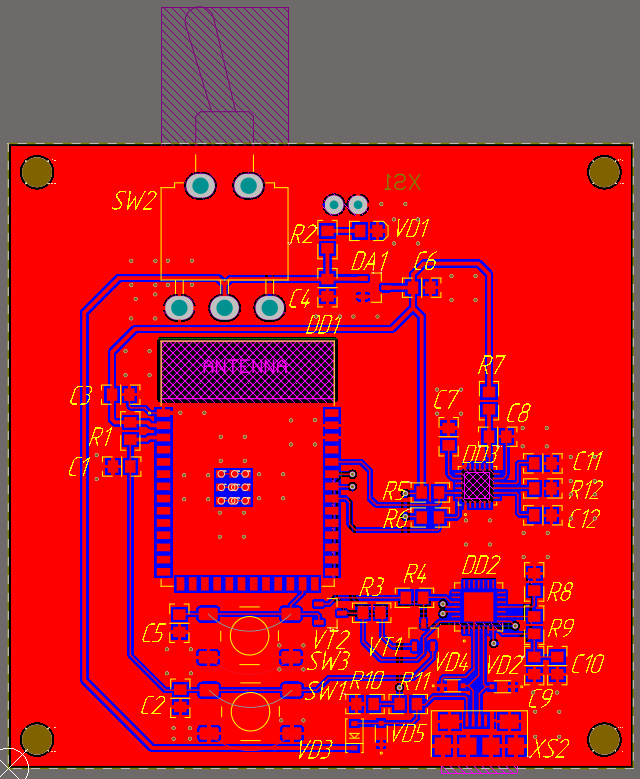 XS1
SW2
R2
VD1
DA1
C6
C4
DD1
ANTENNA
R7
C3
C7
C8
R1
C1
DD3
C11
R5
R12
R6
C12
DD2
R3
R4
R8
C5
VT2
VT1
R9
SW3
VD4
VD2
C10
SW1
R10
R11
C2
C9
VD3
VD5
XS2